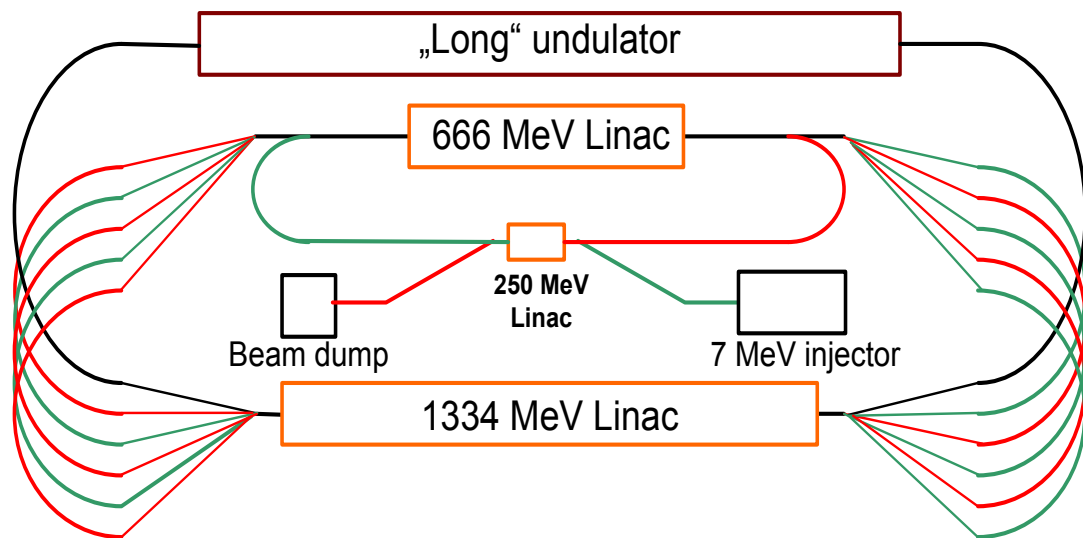 „Long“ undulator
666 MeV Linac
250 MeV
Linac
Beam dump
7 MeV injector
1334 MeV Linac